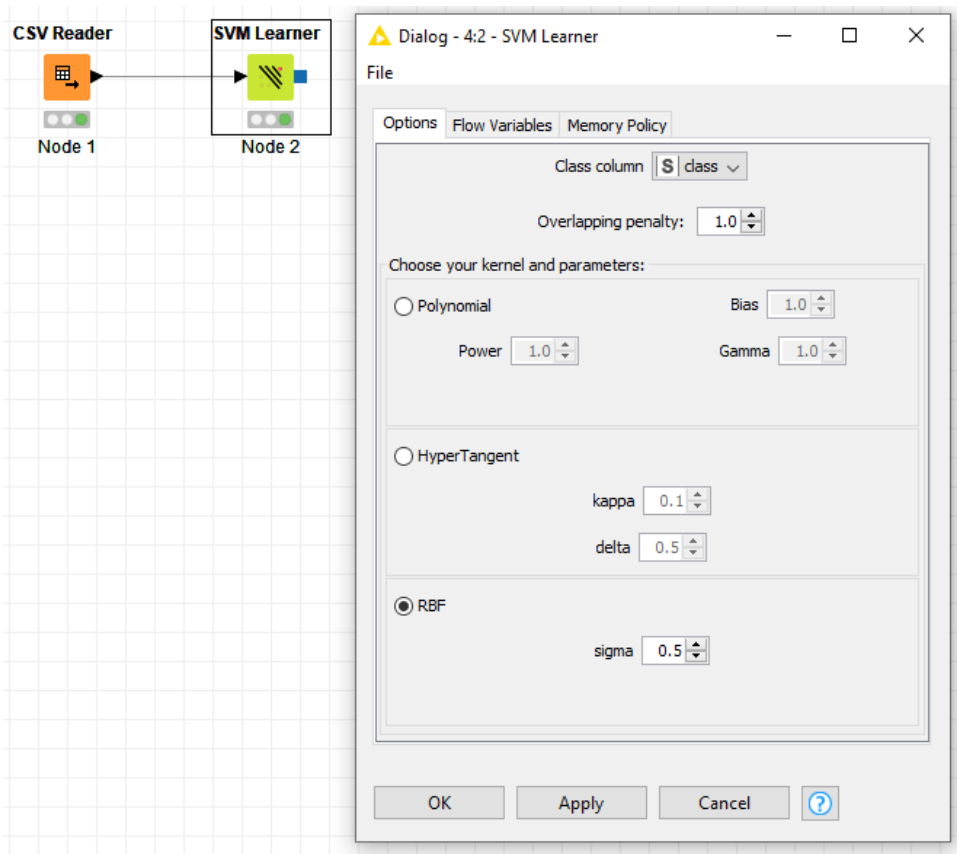 CSV Reader
SVM Learner
Node 1
Node 2
Dialog - 4:2 - SVM Learner
File
Options Flow Variables Memory Policy
Class column S class
Overlapping penalty: 1.0
Choose your kernel and parameters:
Polynomial Bias 1.0
Power 1.0 Gamma 1.0
HyperTangent
kappa 0.1
delta 0.5
RBF
sigma 0.5
OK Apply Cancel ?